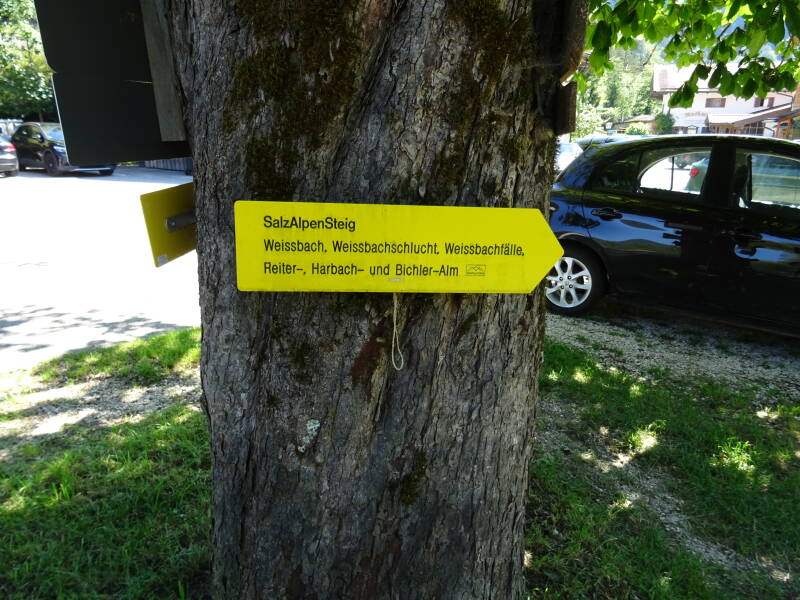 SalzAlpenSteig
Weissbach, Weissbachschlucht, Weissbachfälle,
Reiter-, Harbach- und Bichler-Alm